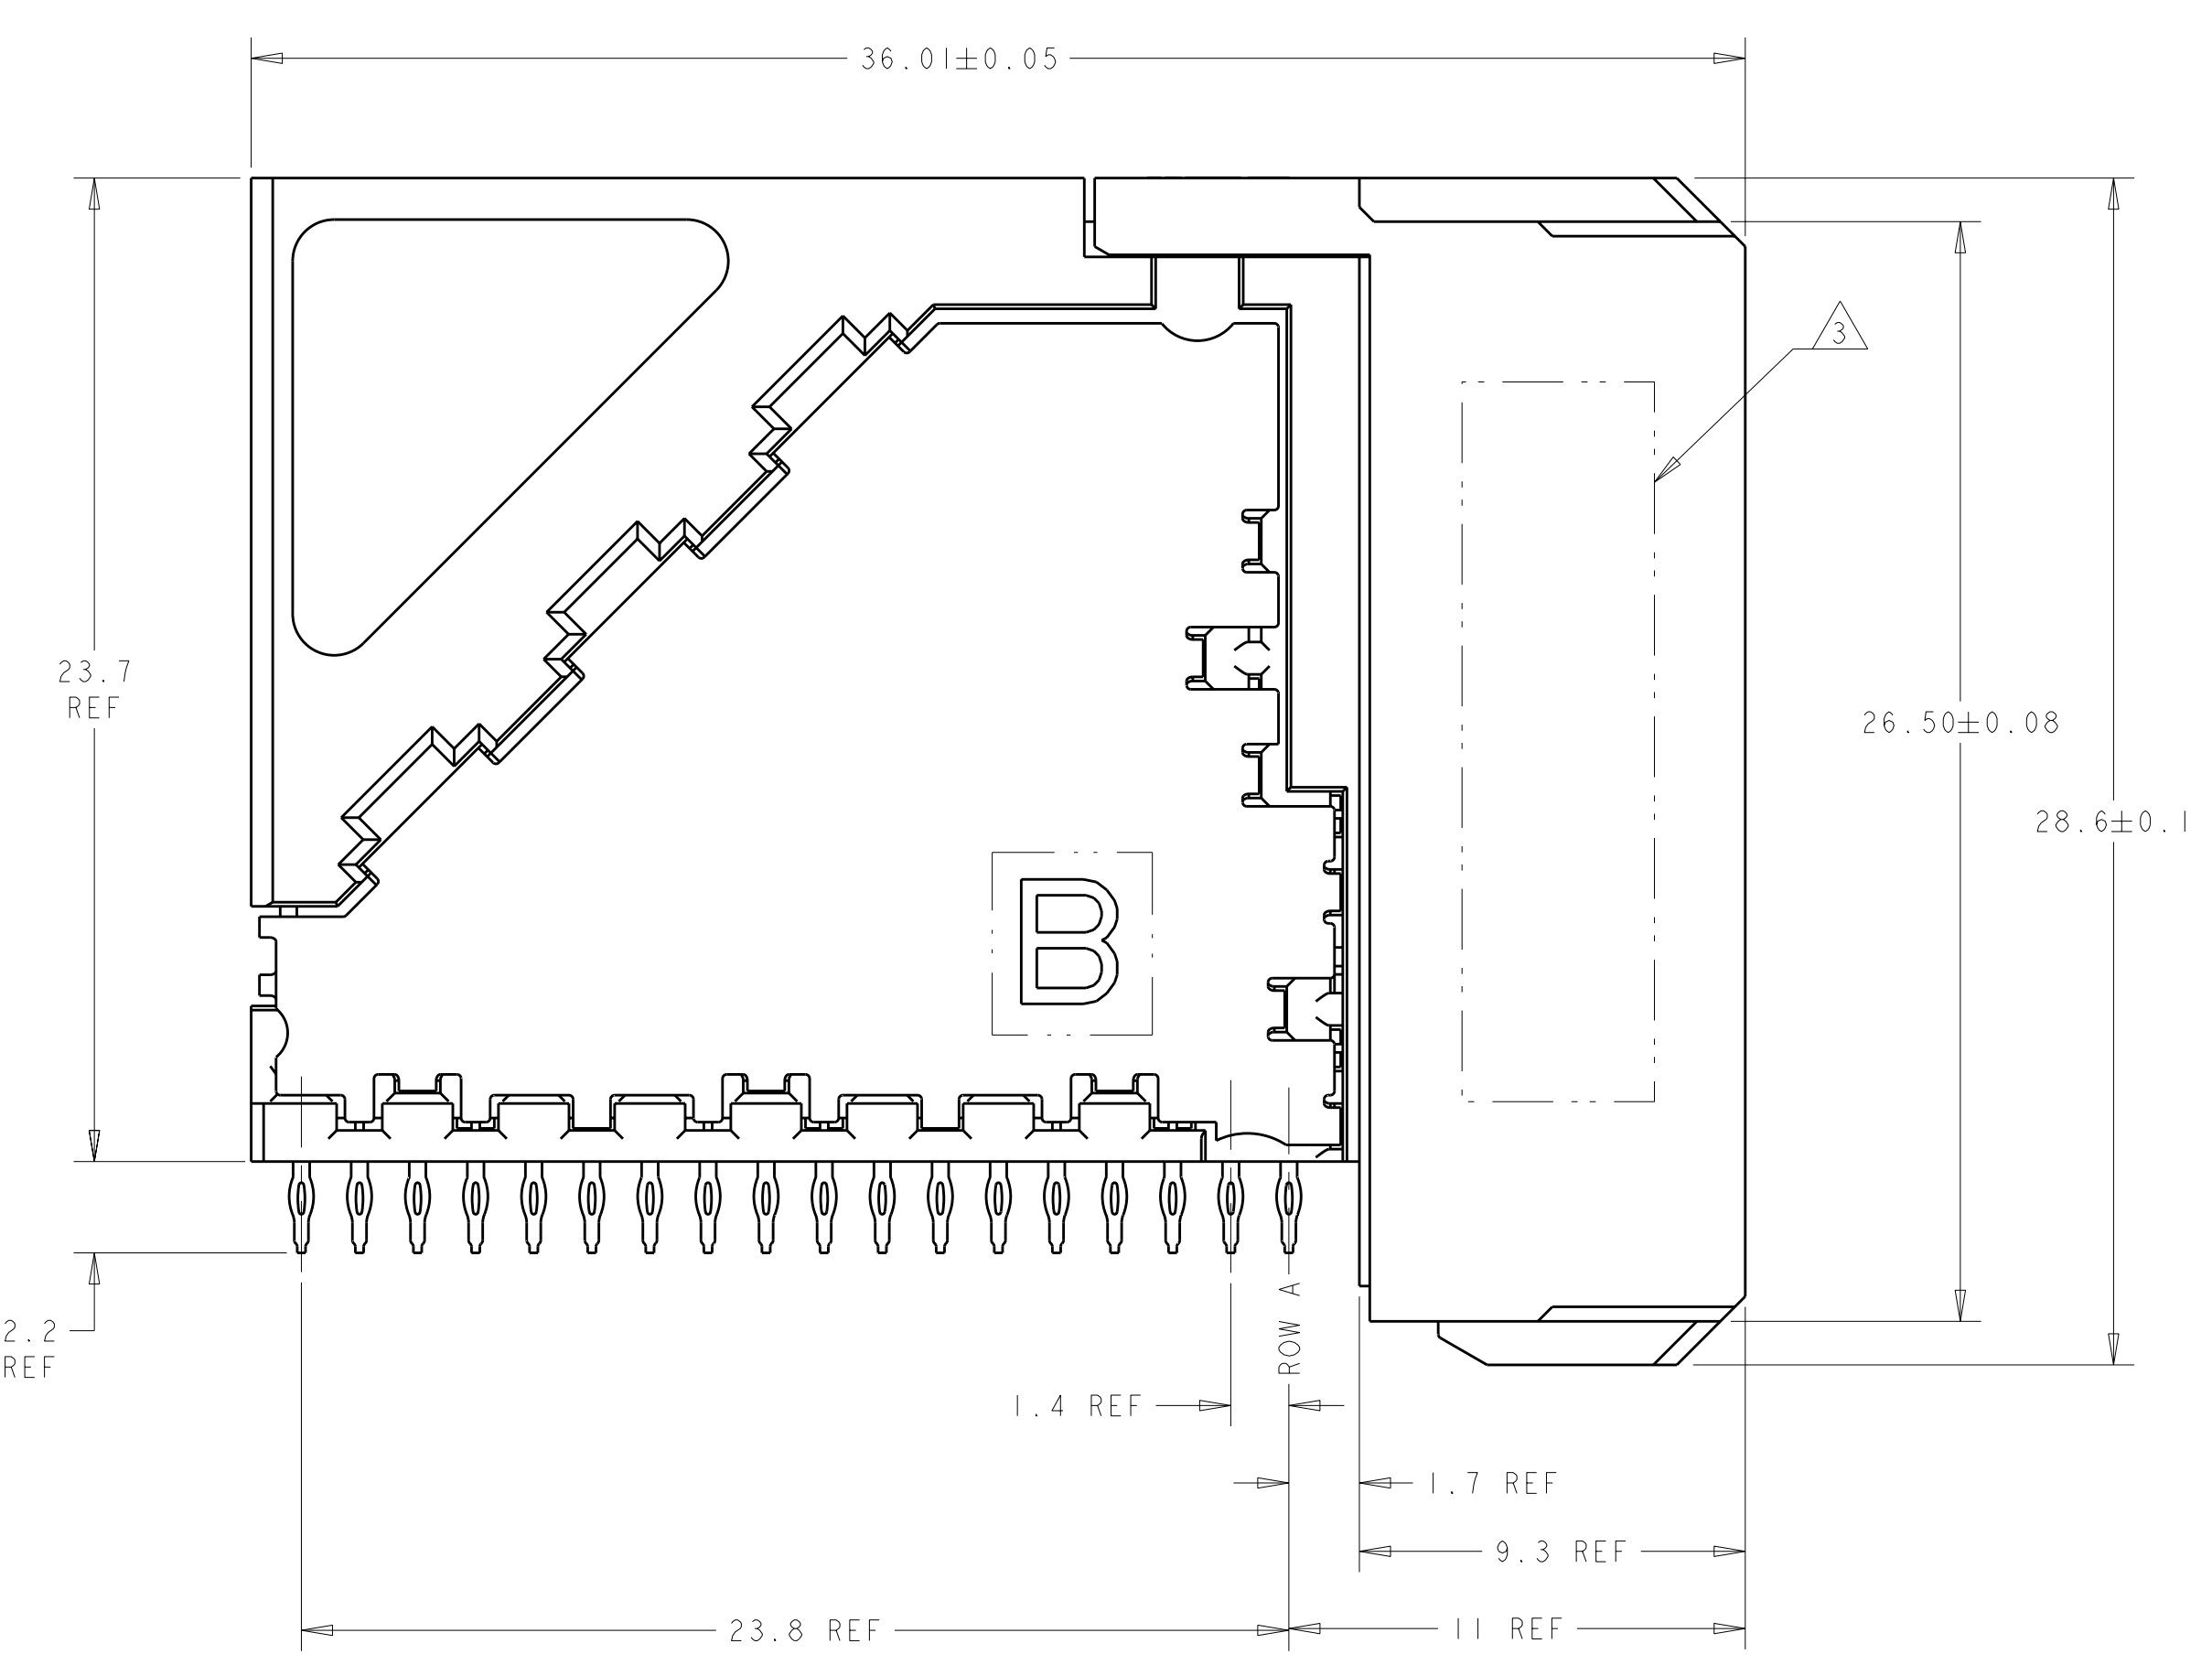 36.01±0.05
3
23.7
REF
26.50±0.08
28.6±0.1
B
2.2
REF
ROW A
1.4 REF
1.7 REF
9.3 REF
23.8 REF
11 REF